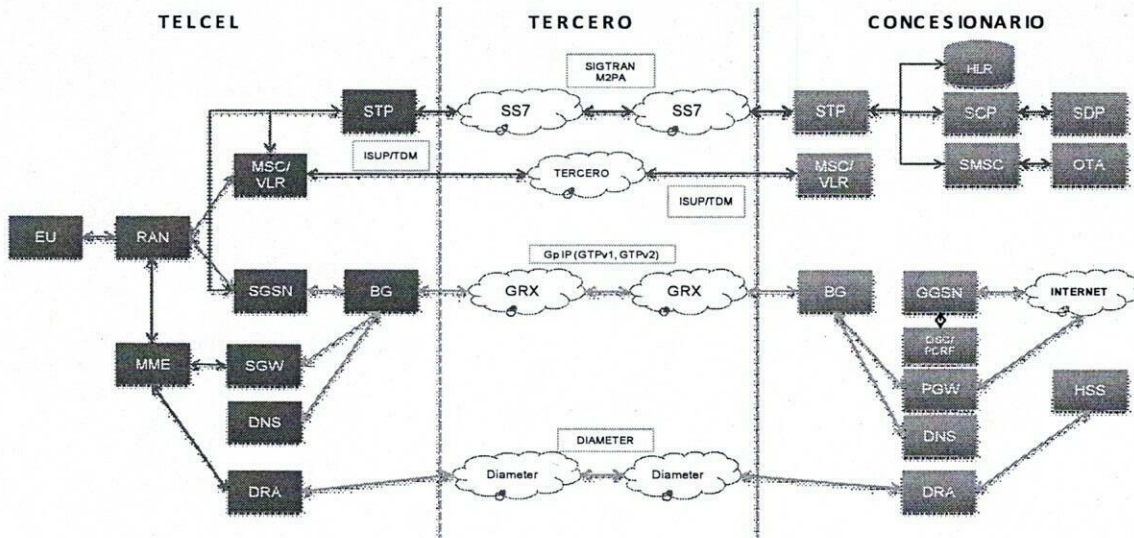 TELCEL
TERCERO
CONCESIONARIO
SIGTRAN
M2PA
HLR
STP
SS7
SS7
STP
SCP
SDP
ISUP/TDM
MSC/
VLR
TERCERO
MSC/
VLR
SMSC
OTA
ISUP/TDM
EU
RAN
Gp IP (GTPv1, GTPv2)
SGSN
BG
GRX
GRX
BG
GGSN
INTERNET
PCRF
MME
SGW
PGW
HSS
DNS
DNS
DIAMETER
DRA
Diameter
Diameter
DRA